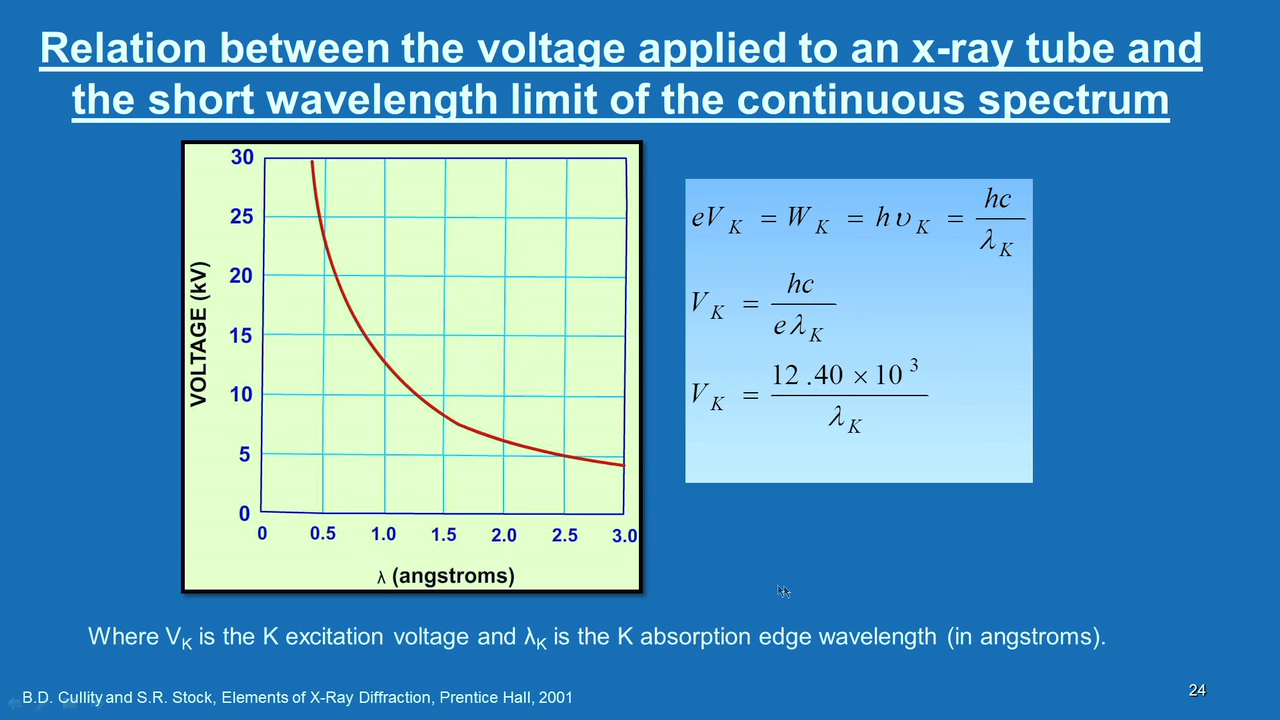 Relation between the voltage applied to an x-ray tube and
the short wavelength limit of the continuous spectrum
30
25
20
15
10
5
0
VOLTAGE (kV)
0 0.5 1.0 1.5 2.0 2.5 3.0
λ (angstroms)
eV_K = W_K = hυ_K = hc / λ_K
V_K = hc / eλ_K
V_K = 12.40 × 10^3 / λ_K
Where V_K is the K excitation voltage and λ_K is the K absorption edge wavelength (in angstroms).
B.D. Cullity and S.R. Stock, Elements of X-Ray Diffraction, Prentice Hall, 2001
24